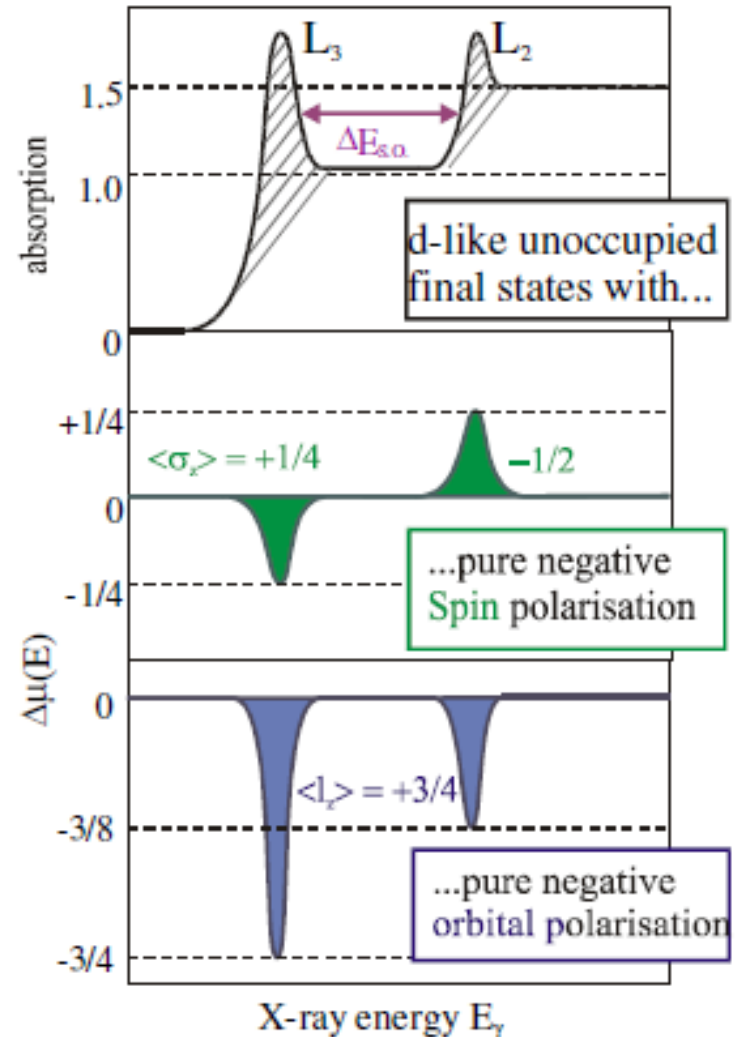 L₃
L₂
1.5
ΔEs.o.
1.0
absorption
d-like unoccupied
final states with...
0
+1/4
<σz> = +1/4
−1/2
0
...pure negative
Spin polarisation
-1/4
Δμ(E)
0
<lz> = +3/4
-3/8
...pure negative
orbital polarisation
-3/4
X-ray energy Eγ